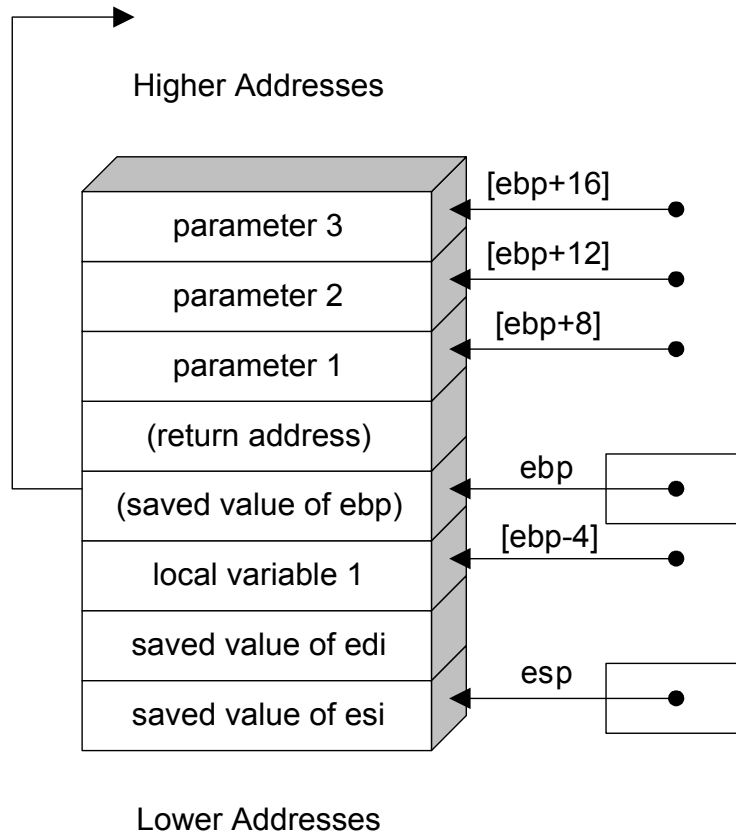 Higher Addresses
[ebp+16]
parameter 3
[ebp+12]
parameter 2
[ebp+8]
parameter 1
(return address)
ebp
(saved value of ebp)
[ebp-4]
local variable 1
saved value of edi
esp
saved value of esi
Lower Addresses